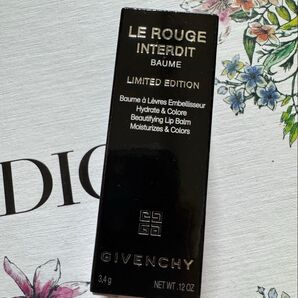 LE ROUGE
INTERDIT
BAUME
LIMITED EDITION
Baume à Lèvres Embellisseur
Hydrate & Colore
Beautifying Lip Balm
Moisturizes & Colors
DIO
GIVENCHY
3,4 g NET WT. .12 OZ.